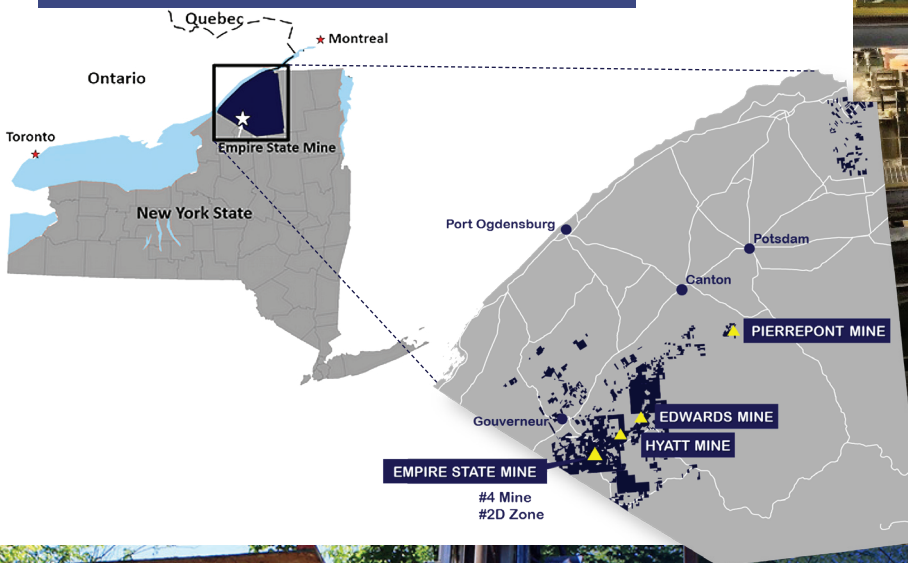 Quebec
Montreal
Ontario
Toronto
Empire State Mine
New York State
Port Ogdensburg
Potsdam
Canton
PIERREPONT MINE
Gouverneur
EDWARDS MINE
HYATT MINE
EMPIRE STATE MINE
#4 Mine
#2D Zone